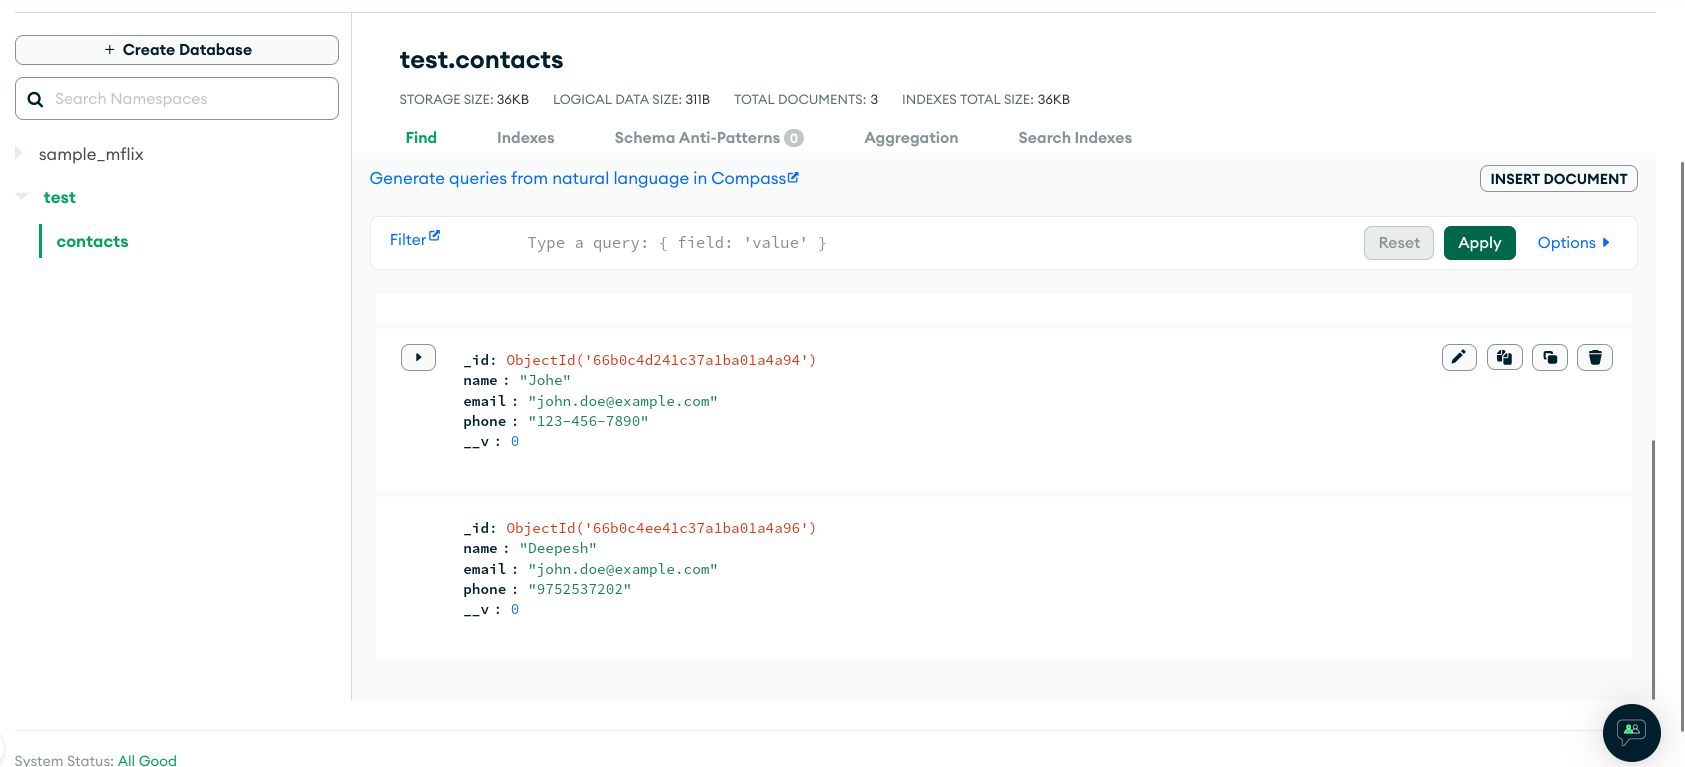 + Create Database
Search Namespaces
sample_mflix
test
contacts
test.contacts
STORAGE SIZE: 36KB LOGICAL DATA SIZE: 311B TOTAL DOCUMENTS: 3 INDEXES TOTAL SIZE: 36KB
Find Indexes Schema Anti-Patterns 0 Aggregation Search Indexes
Generate queries from natural language in Compass
INSERT DOCUMENT
Filter Type a query: { field: 'value' } Reset Apply Options
_id: ObjectId('66b0c4d241c37a1ba01a4a94')
name : "Johe"
email : "john.doe@example.com"
phone : "123-456-7890"
__v : 0
_id: ObjectId('66b0c4ee41c37a1ba01a4a96')
name : "Deepesh"
email : "john.doe@example.com"
phone : "9752537202"
__v : 0
System Status: All Good